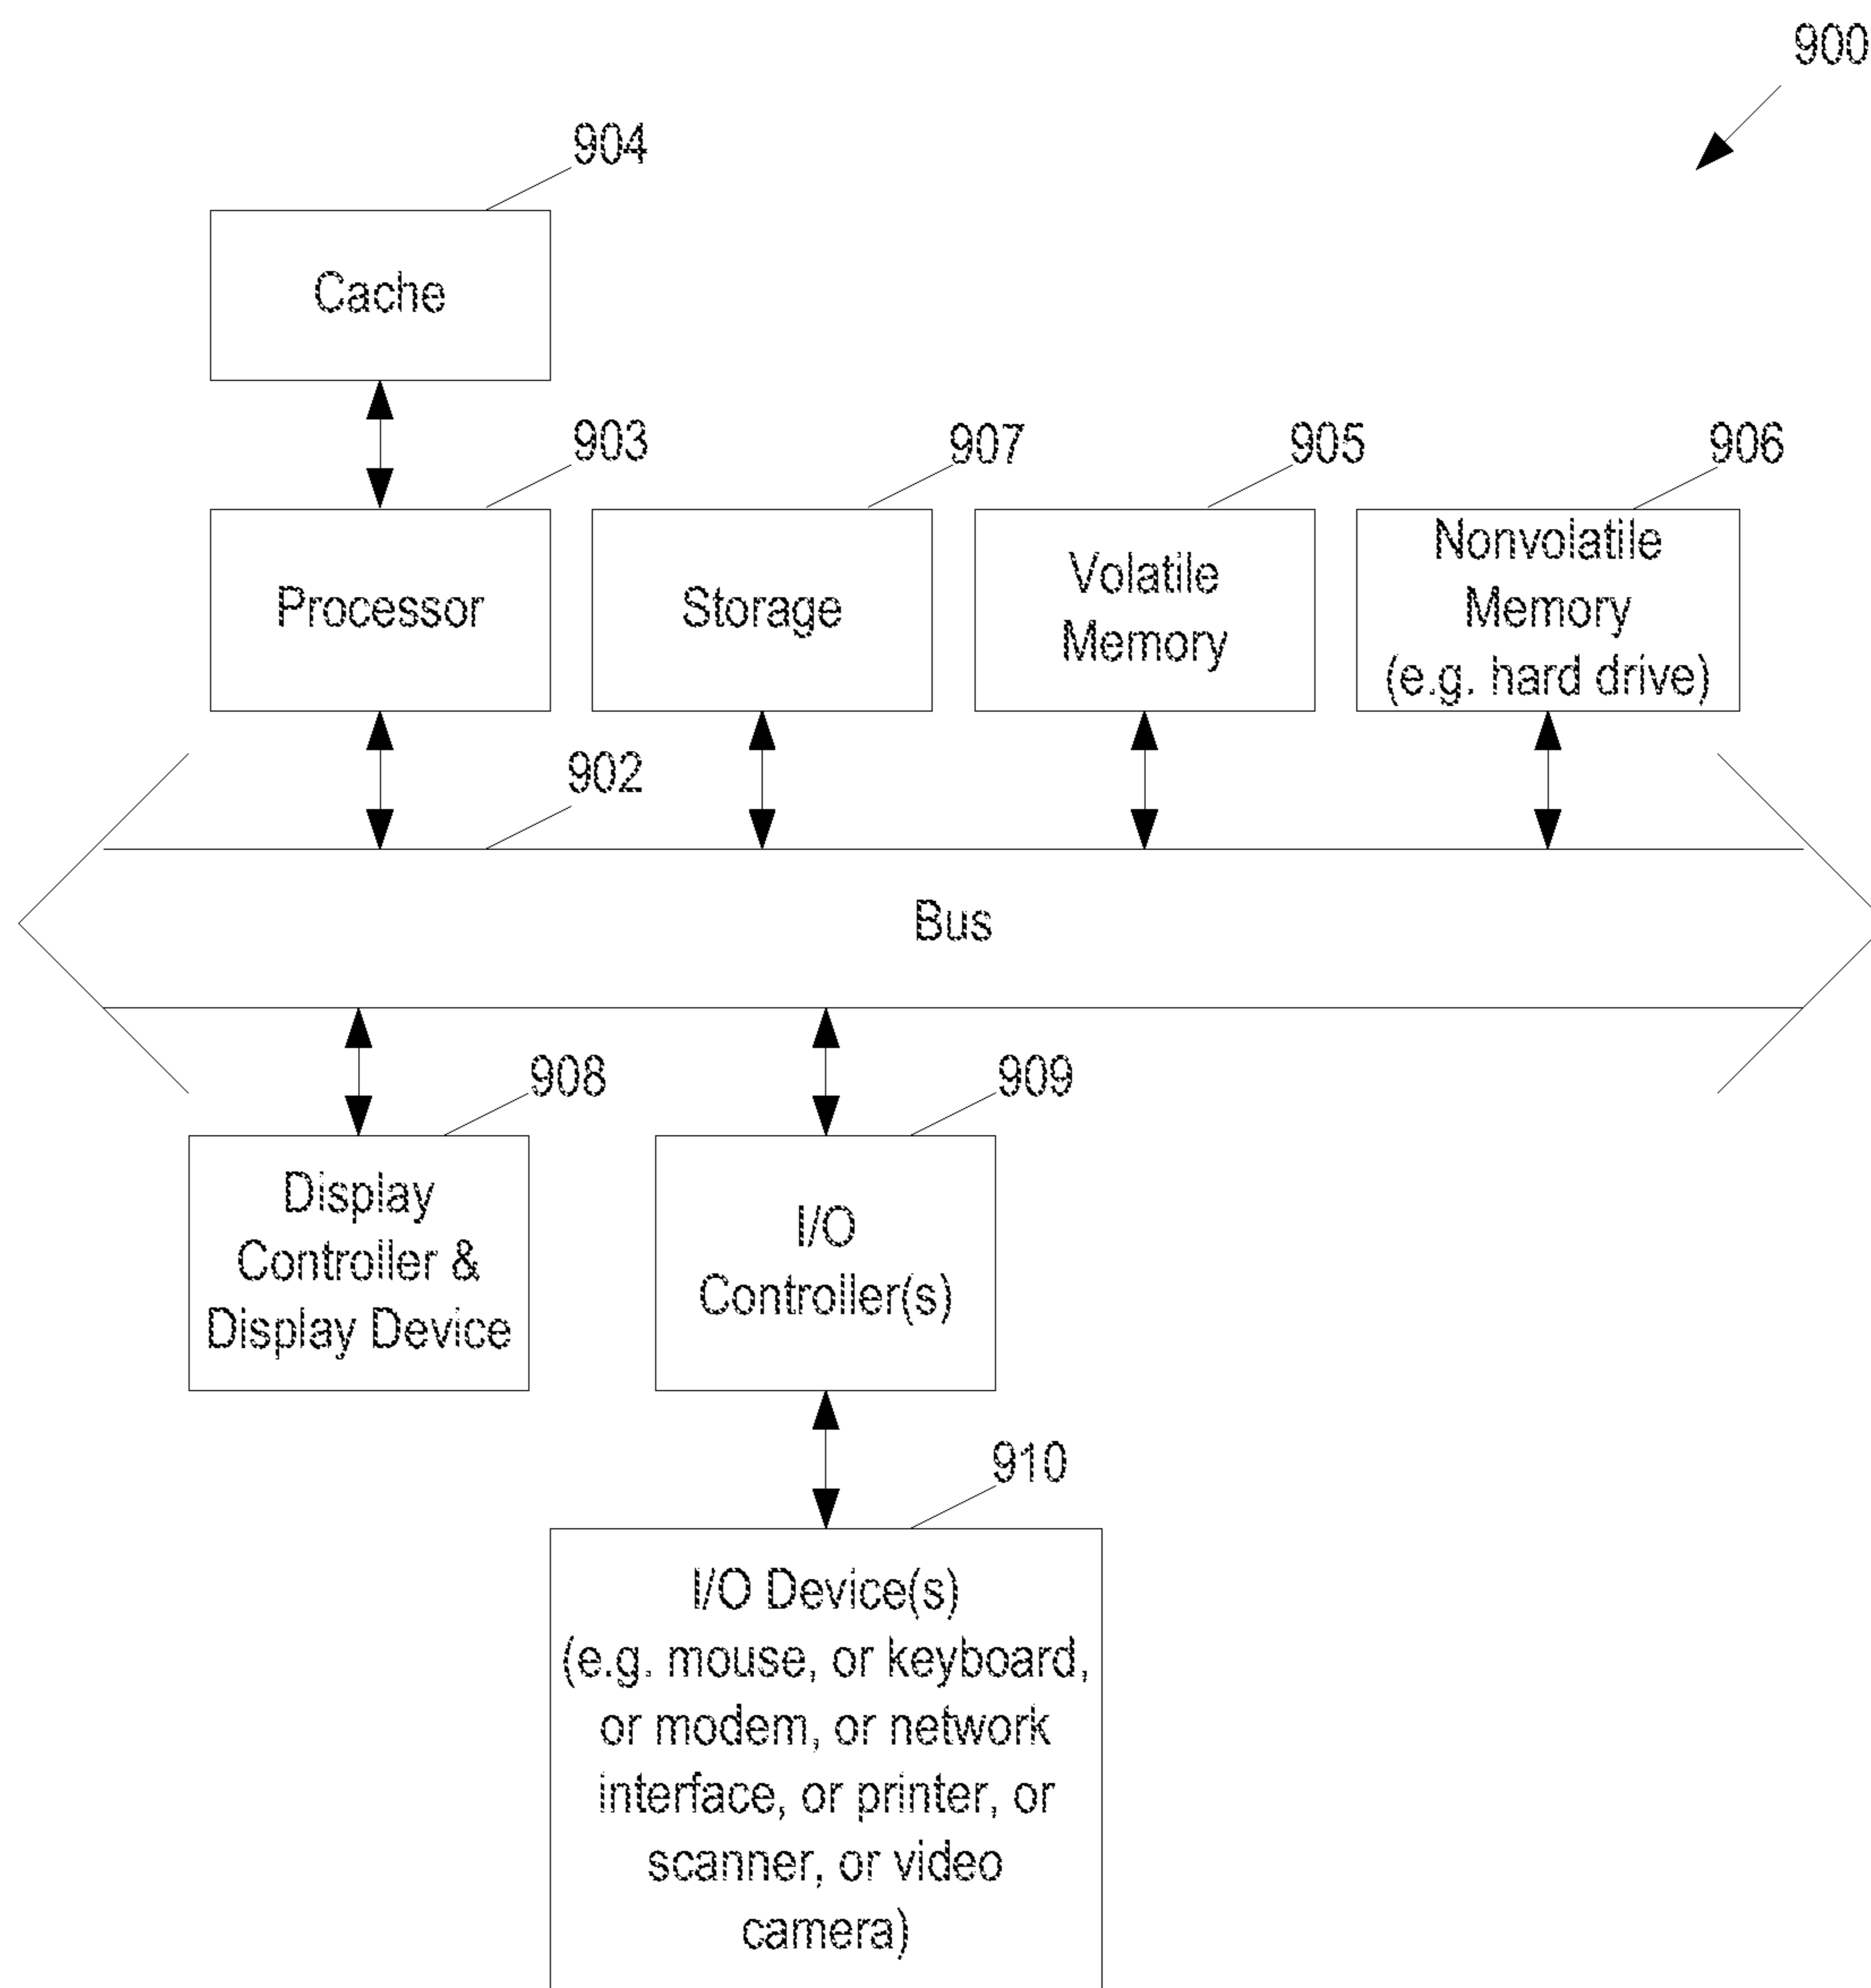 900
904
Cache
903
907
905
906
Processor
Storage
Volatile
Memory
Nonvolatile
Memory
(e.g. hard drive)
902
Bus
908
909
Display
Controller &
Display Device
I/O
Controller(s)
910
I/O Device(s)
(e.g. mouse, or keyboard,
or modem, or network
interface, or printer, or
scanner, or video
camera)